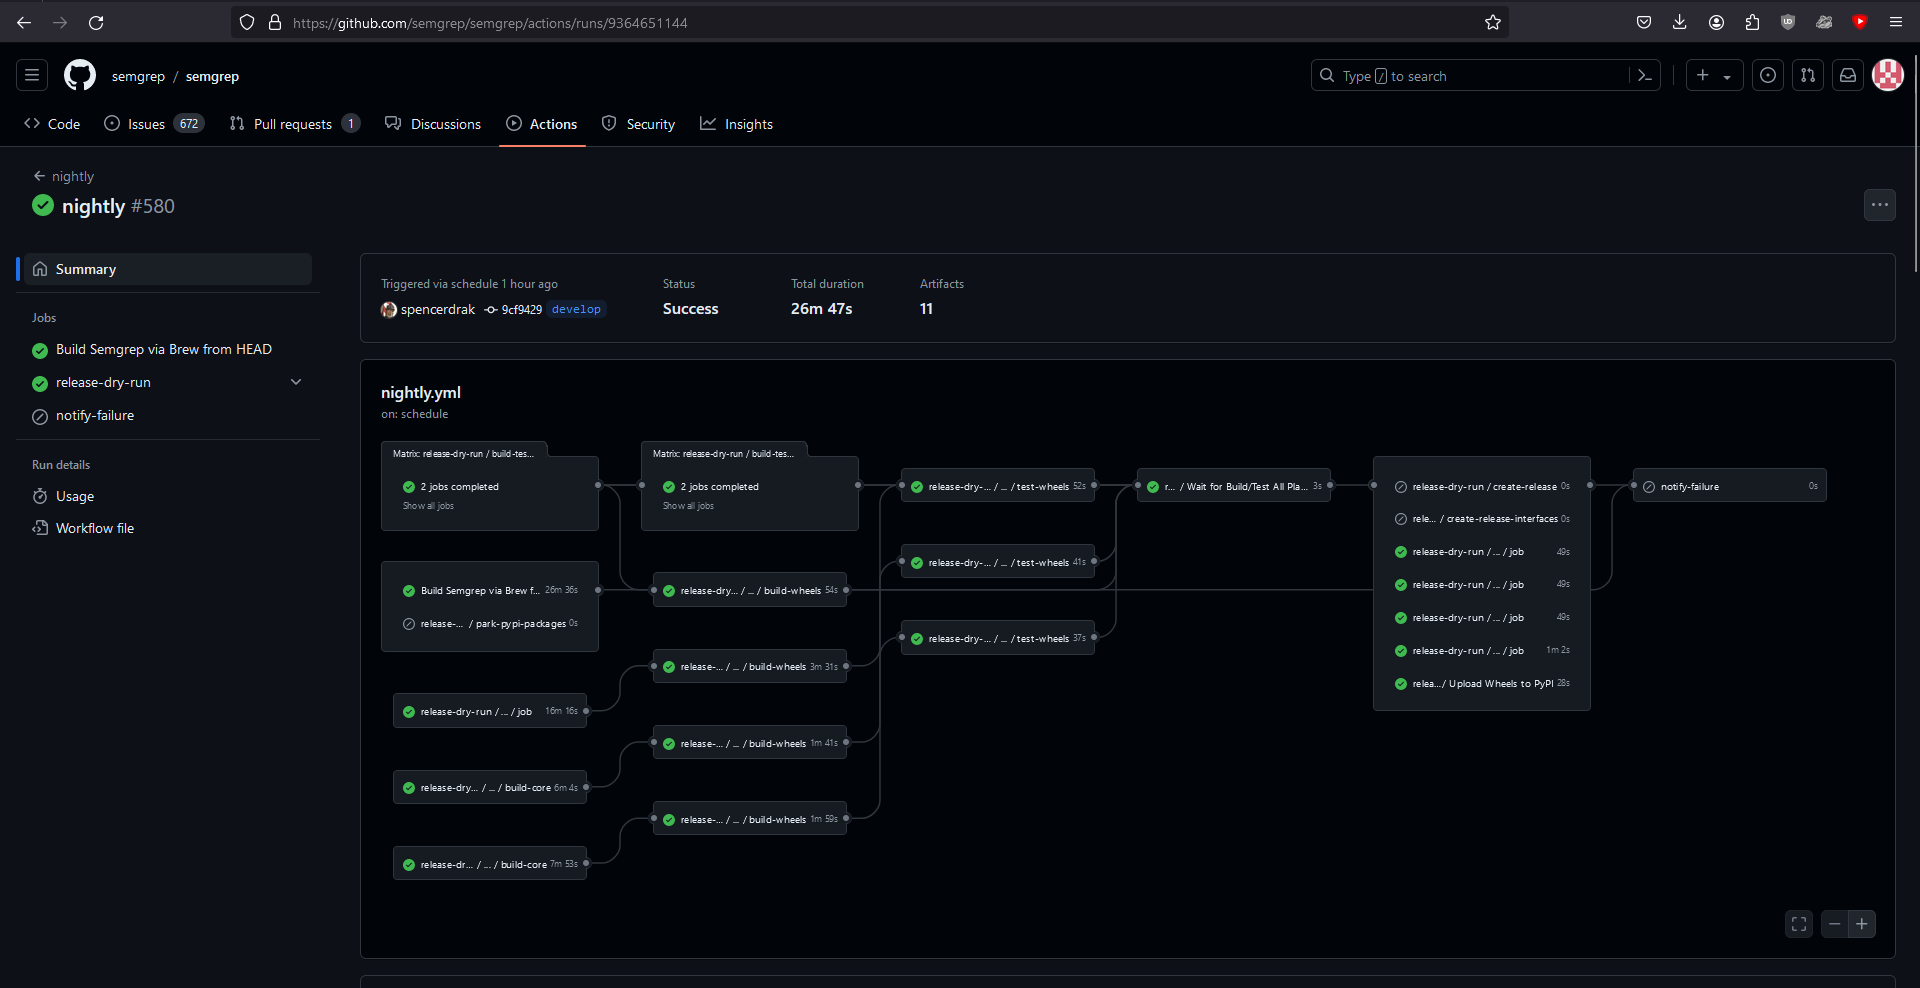 https://github.com/semgrep/semgrep/actions/runs/9364651144
semgrep / semgrep
Type / to search
Code
Issues 672
Pull requests 1
Discussions
Actions
Security
Insights
nightly
nightly #580
Summary
Jobs
Build Semgrep via Brew from HEAD
release-dry-run
notify-failure
Run details
Usage
Workflow file
Triggered via schedule 1 hour ago
spencerdrak 9cf9429 develop
Status
Success
Total duration
26m 47s
Artifacts
11
nightly.yml
on: schedule
Matrix: release-dry-run / build-tes...
2 jobs completed
Show all jobs
Build Semgrep via Brew f... 26m 36s
release-... / park-pypi-packages 0s
release-dry-run / ... / job 16m 16s
release-dry... / ... / build-core 6m 4s
release-dr... / ... / build-core 7m 53s
Matrix: release-dry-run / build-tes...
2 jobs completed
Show all jobs
release-dry... / ... / build-wheels 54s
release-... / ... / build-wheels 3m 31s
release-... / ... / build-wheels 1m 41s
release-... / ... / build-wheels 1m 59s
release-dry-... / ... / test-wheels 52s
release-dry-... / ... / test-wheels 41s
release-dry-... / ... / test-wheels 37s
r... / Wait for Build/Test All Pla... 3s
release-dry-run / create-release 0s
rele... / create-release-interfaces 0s
release-dry-run / ... / job 49s
release-dry-run / ... / job 49s
release-dry-run / ... / job 49s
release-dry-run / ... / job 1m 2s
relea.../ Upload Wheels to PyPI 28s
notify-failure 0s